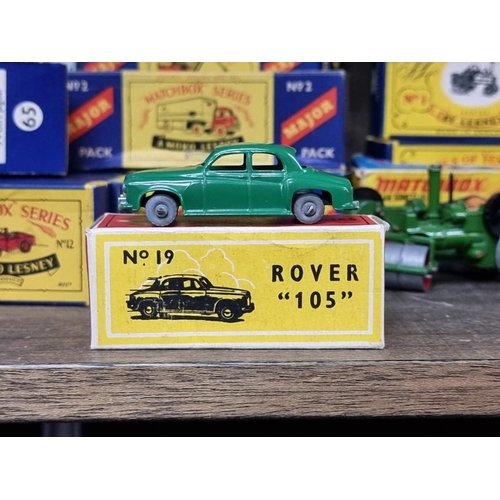 Nº2
MAJOR
PACK
MATCHBOX SERIES
A MOKO LESNEY
Nº2
MAJOR
PACK
65
Nº
MATCHBOX
SERIES
Nº12
LESNEY
Nº 19
ROVER
"105"